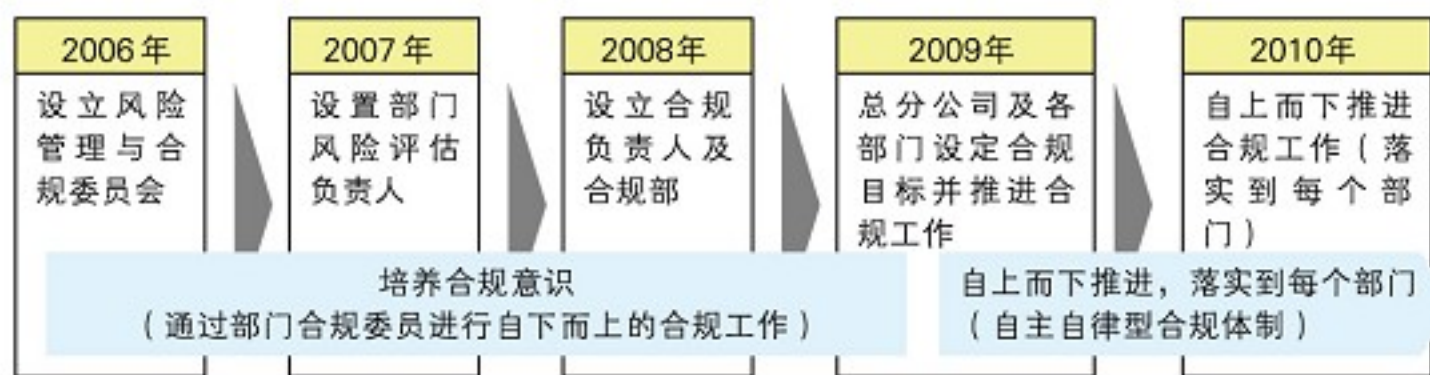 2006年
设立风险
管理与合
规委员会
2007年
设置部门
风险评估
负责人
2008年
设立合规
负责人及
合规部
2009年
总分公司及各
部门设定合规
目标并推进合
规工作
2010年
自上而下推进
合规工作（落
实到每个部
门）
培养合规意识
（通过部门合规委员进行自下而上的合规工作）
自上而下推进，落实到每个部门
（自主自律型合规体制）